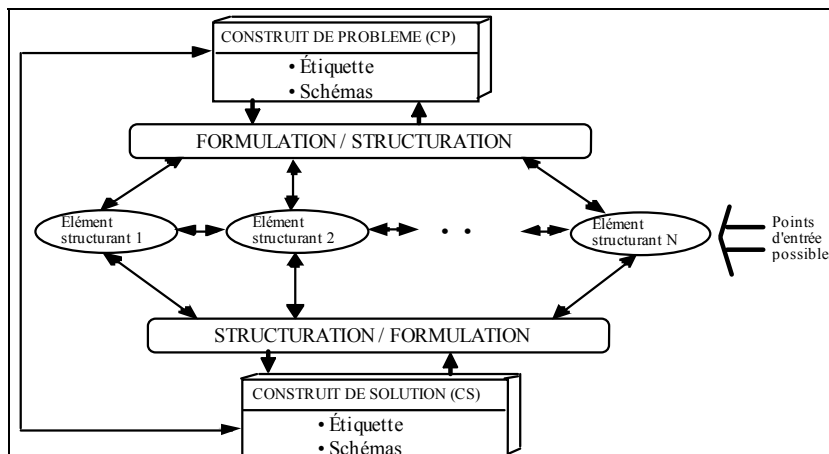 CONSTRUIT DE PROBLEME (CP)
• Étiquette
• Schémas
FORMULATION / STRUCTURATION
Elément
structurant 1
Elément
structurant 2
. .
Elément
structurant N
Points
d'entrée
possible
STRUCTURATION / FORMULATION
CONSTRUIT DE SOLUTION (CS)
• Étiquette
• Schémas